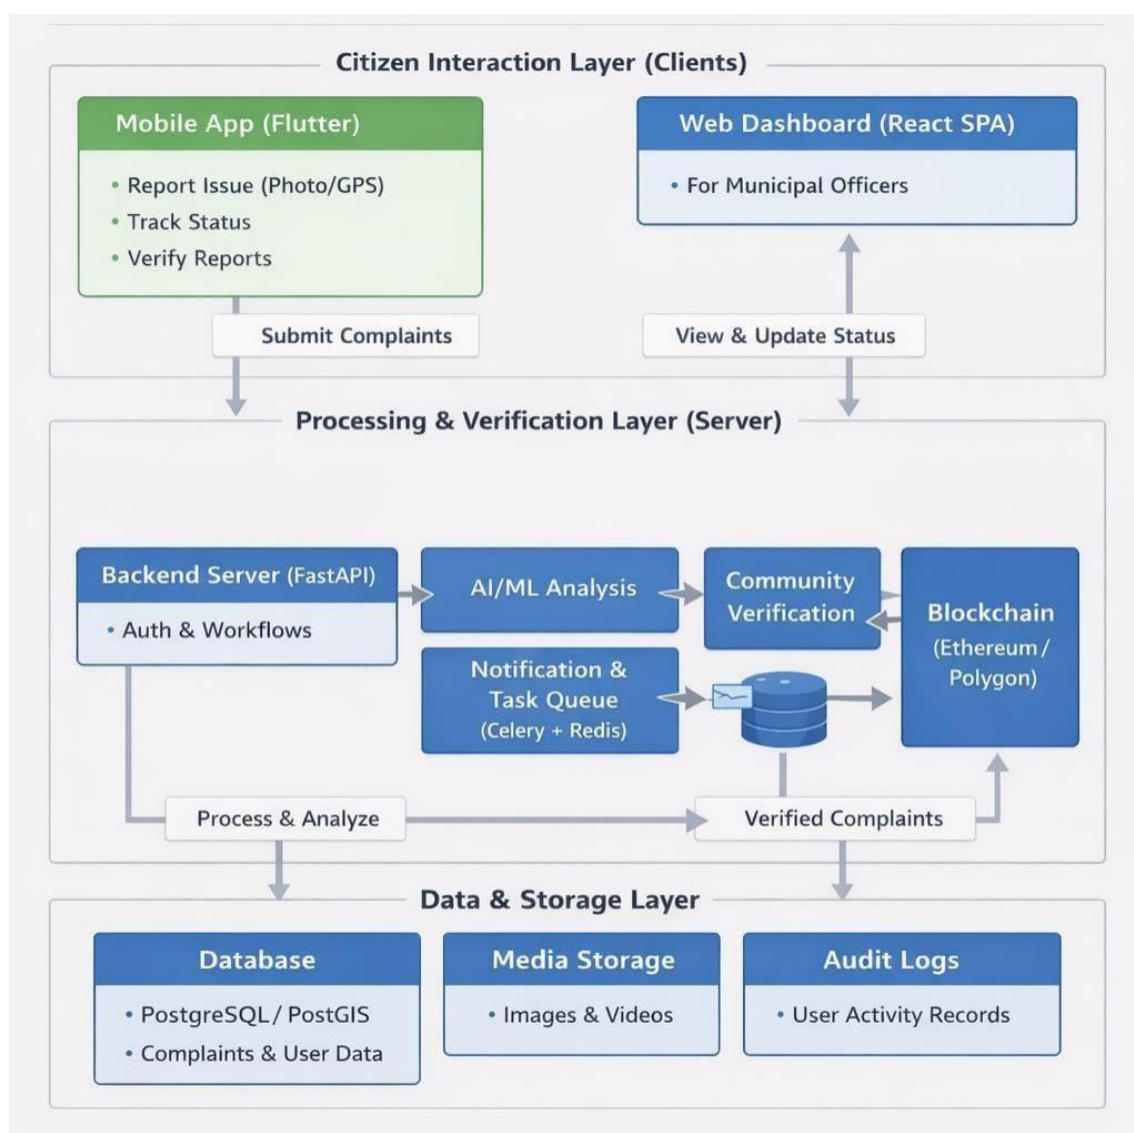 Citizen Interaction Layer (Clients)
Mobile App (Flutter)
• Report Issue (Photo/GPS)
• Track Status
• Verify Reports
Web Dashboard (React SPA)
• For Municipal Officers
Submit Complaints
View & Update Status
Processing & Verification Layer (Server)
Backend Server (FastAPI)
• Auth & Workflows
AI/ML Analysis
Community
Verification
Blockchain
(Ethereum /
Polygon)
Notification &
Task Queue
(Celery + Redis)
Process & Analyze
Verified Complaints
Data & Storage Layer
Database
• PostgreSQL / PostGIS
• Complaints & User Data
Media Storage
• Images & Videos
Audit Logs
• User Activity Records